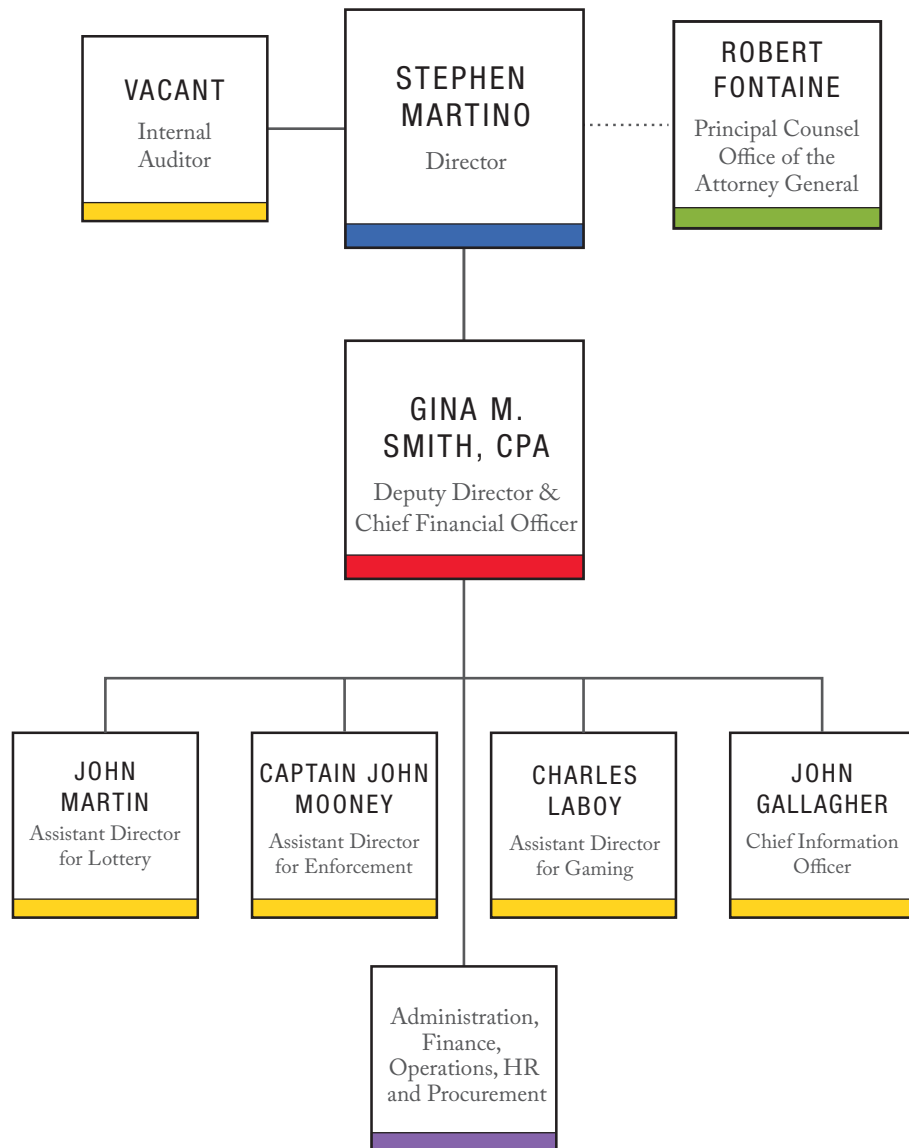 VACANT
Internal
Auditor
STEPHEN
MARTINO
Director
ROBERT
FONTAINE
Principal Counsel
Office of the
Attorney General
GINA M.
SMITH, CPA
Deputy Director &
Chief Financial Officer
JOHN
MARTIN
Assistant Director
for Lottery
CAPTAIN JOHN
MOONEY
Assistant Director
for Enforcement
CHARLES
LABOY
Assistant Director
for Gaming
JOHN
GALLAGHER
Chief Information
Officer
Administration,
Finance,
Operations, HR
and Procurement